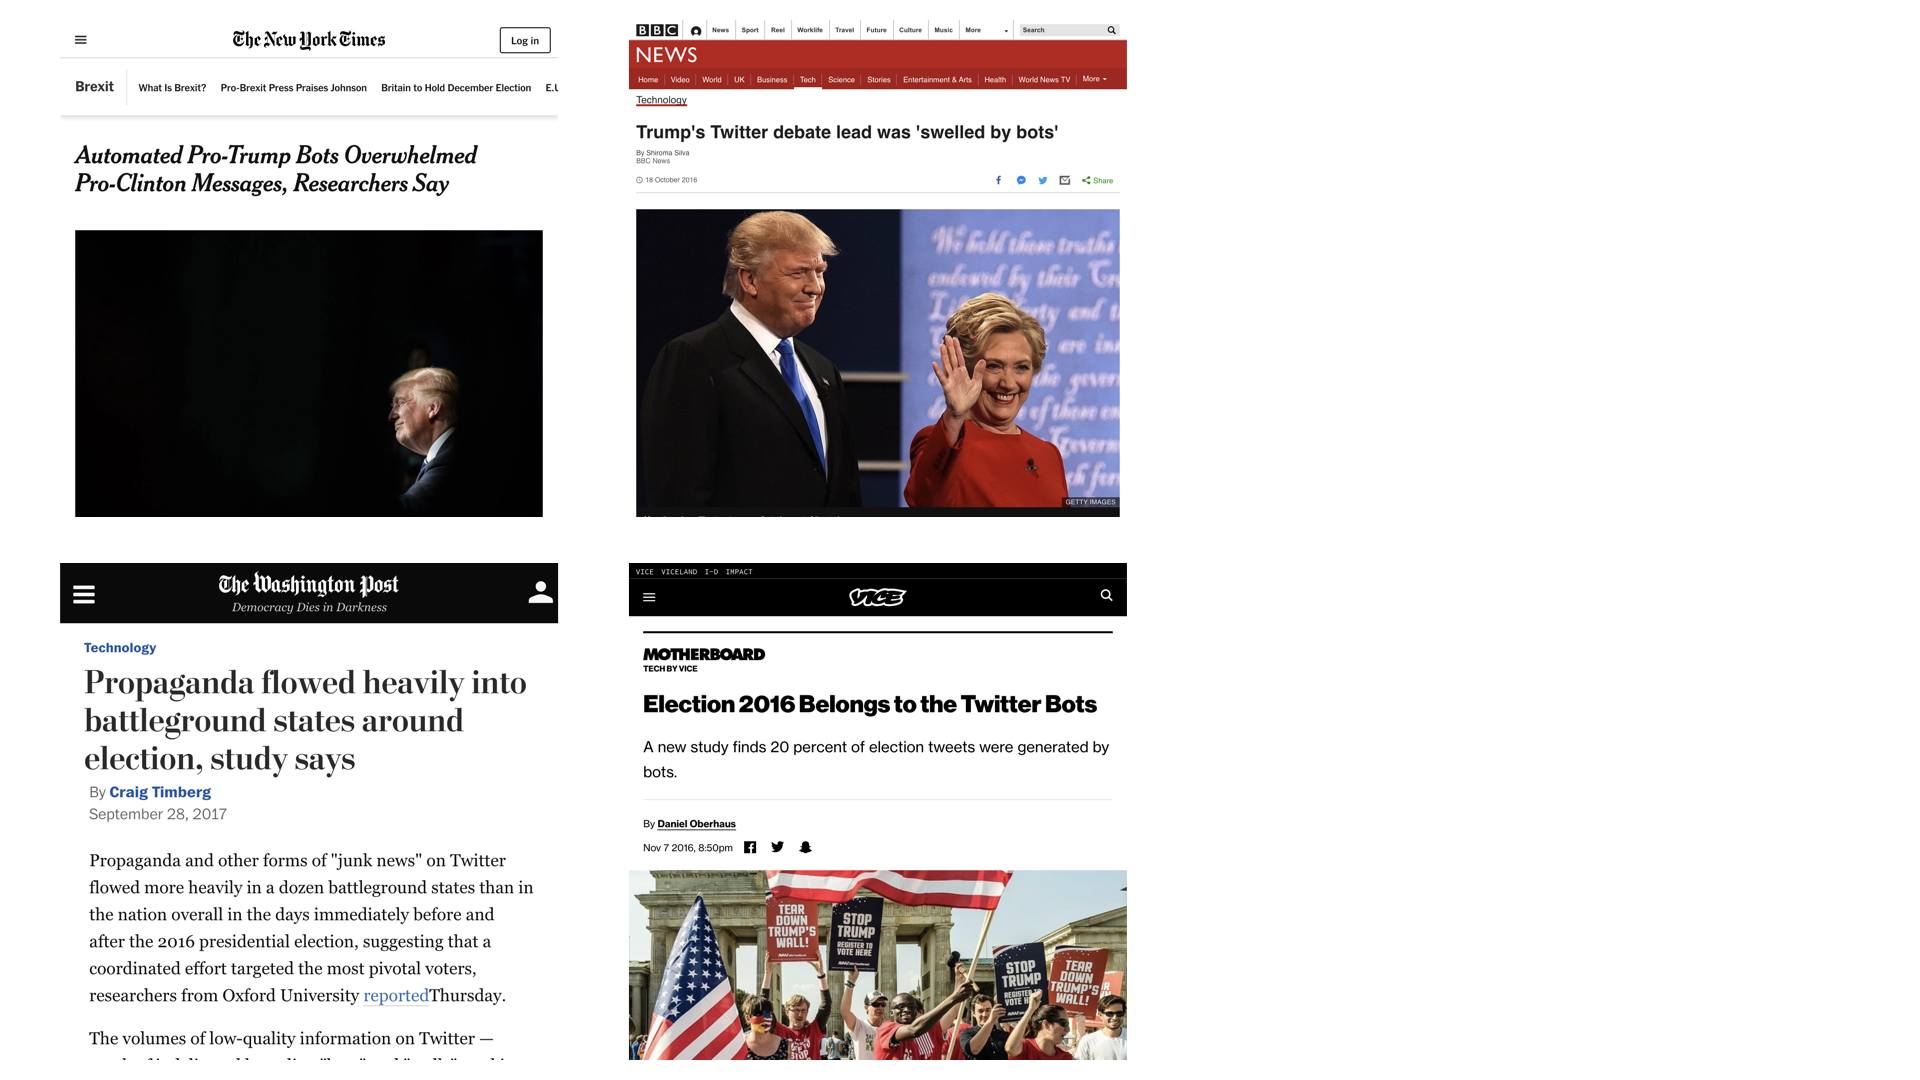 The New York Times
Log in
Brexit
What Is Brexit? Pro-Brexit Press Praises Johnson Britain to Hold December Election
Automated Pro-Trump Bots Overwhelmed
Pro-Clinton Messages, Researchers Say
BBC News Sport Reel Worklife Travel Future Culture Music More Search
NEWS
Home Video World UK Business Tech Science Stories Entertainment & Arts Health World News TV More
Technology
Trump's Twitter debate lead was 'swelled by bots'
By Shiroma Silva
BBC News
18 October 2016
Share
We hold these truths
endowed by their
GETTY IMAGES
The Washington Post
Democracy Dies in Darkness
Technology
Propaganda flowed heavily into
battleground states around
election, study says
By Craig Timberg
September 28, 2017
Propaganda and other forms of "junk news" on Twitter
flowed more heavily in a dozen battleground states than in
the nation overall in the days immediately before and
after the 2016 presidential election, suggesting that a
coordinated effort targeted the most pivotal voters,
researchers from Oxford University reportedThursday.
The volumes of low-quality information on Twitter —
VICE VICELAND I-D IMPACT
VICE
MOTHERBOARD
TECH BY VICE
Election 2016 Belongs to the Twitter Bots
A new study finds 20 percent of election tweets were generated by
bots.
By Daniel Oberhaus
Nov 7 2016, 8:50pm
TEAR
DOWN
TRUMP'S
WALL!
STOP
TRUMP
REGISTER TO
VOTE HERE
STOP
TRUMP
TEAR
DOWN
TRUMP'S
WALL!